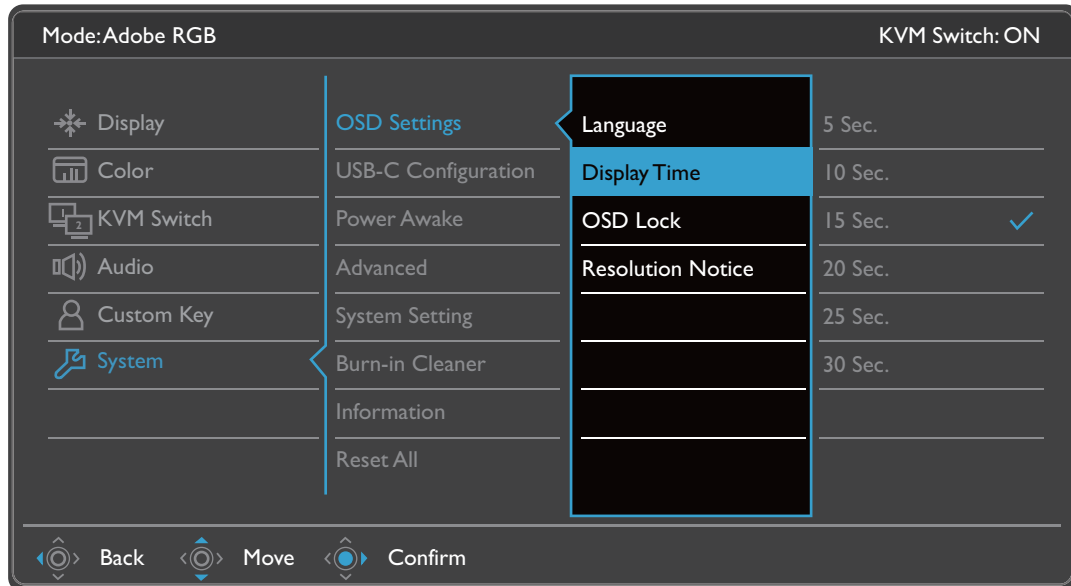 Mode: Adobe RGB
KVM Switch: ON
Display
Color
1
2
KVM Switch
Audio
Custom Key
System
OSD Settings
USB-C Configuration
Power Awake
Advanced
System Setting
Burn-in Cleaner
Information
Reset All
Language
Display Time
OSD Lock
Resolution Notice
5 Sec.
10 Sec.
15 Sec.
20 Sec.
25 Sec.
30 Sec.
Back
Move
Confirm